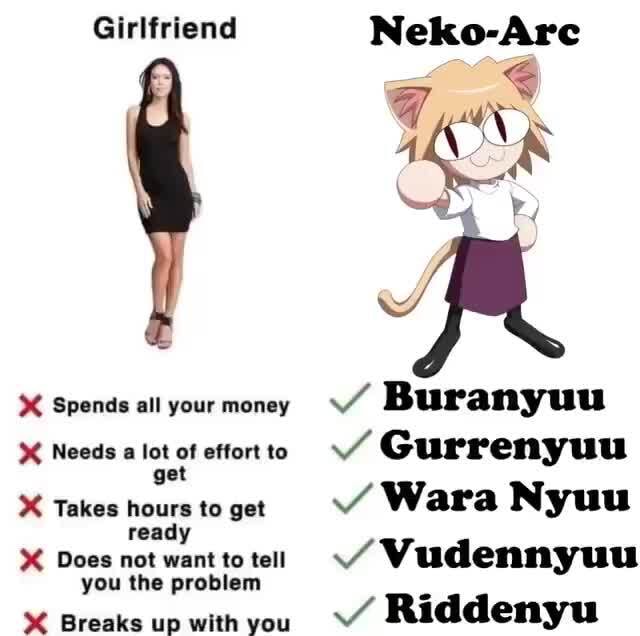 Girlfriend
Neko-Arc
Spends all your money
Needs a lot of effort to
get
Takes hours to get
ready
Does not want to tell
you the problem
Breaks up with you
Buranyuu
Gurrenyuu
Wara Nyuu
Vudennyuu
Riddenyu